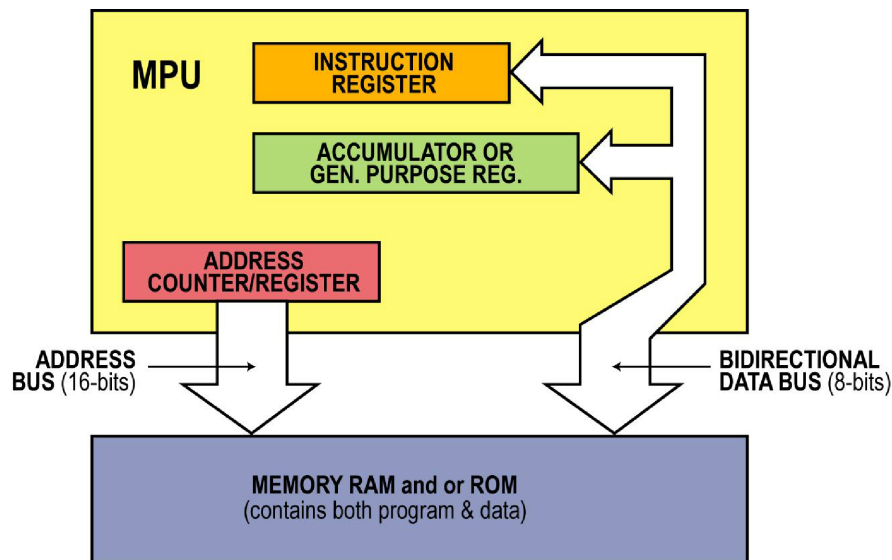 MPU
INSTRUCTION
REGISTER
ACCUMULATOR OR
GEN. PURPOSE REG.
ADDRESS
COUNTER/REGISTER
ADDRESS
BUS (16-bits)
BIDIRECTIONAL
DATA BUS (8-bits)
MEMORY RAM and or ROM
(contains both program & data)